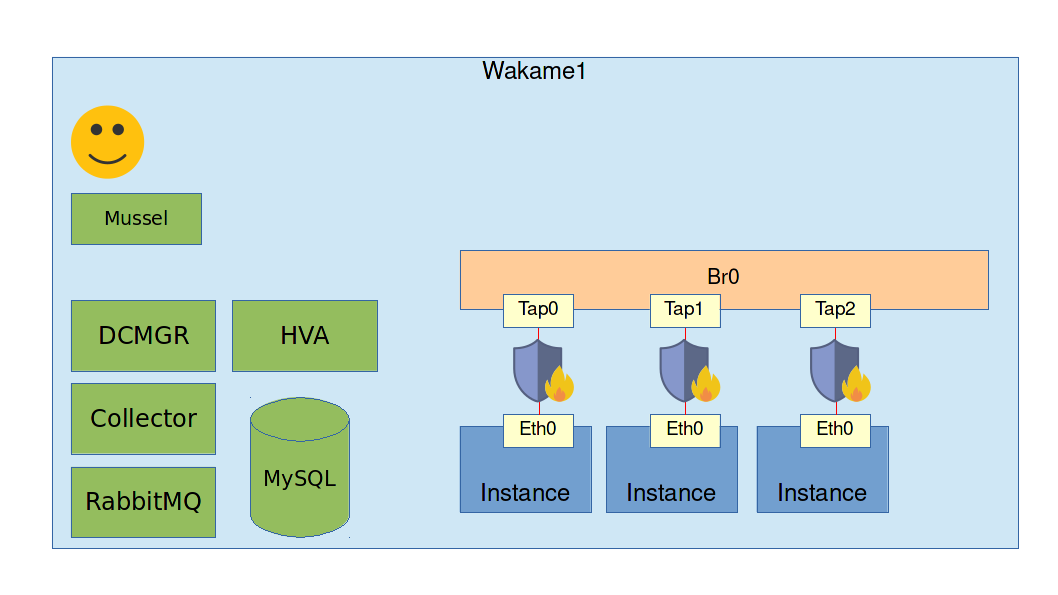 Wakame1
Mussel
Br0
Tap0
Tap1
Tap2
DCMGR
HVA
Collector
Eth0
Eth0
Eth0
MySQL
RabbitMQ
Instance
Instance
Instance